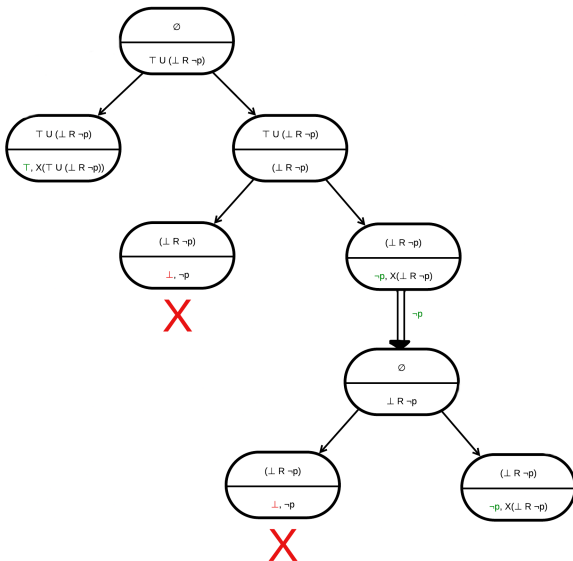 ∅
⊤ U (⊥ R ¬p)
⊤ U (⊥ R ¬p)
⊤, X(⊤ U (⊥ R ¬p))
⊤ U (⊥ R ¬p)
(⊥ R ¬p)
(⊥ R ¬p)
⊥, ¬p
X
(⊥ R ¬p)
¬p, X(⊥ R ¬p)
¬p
∅
⊥ R ¬p
(⊥ R ¬p)
⊥, ¬p
X
(⊥ R ¬p)
¬p, X(⊥ R ¬p)